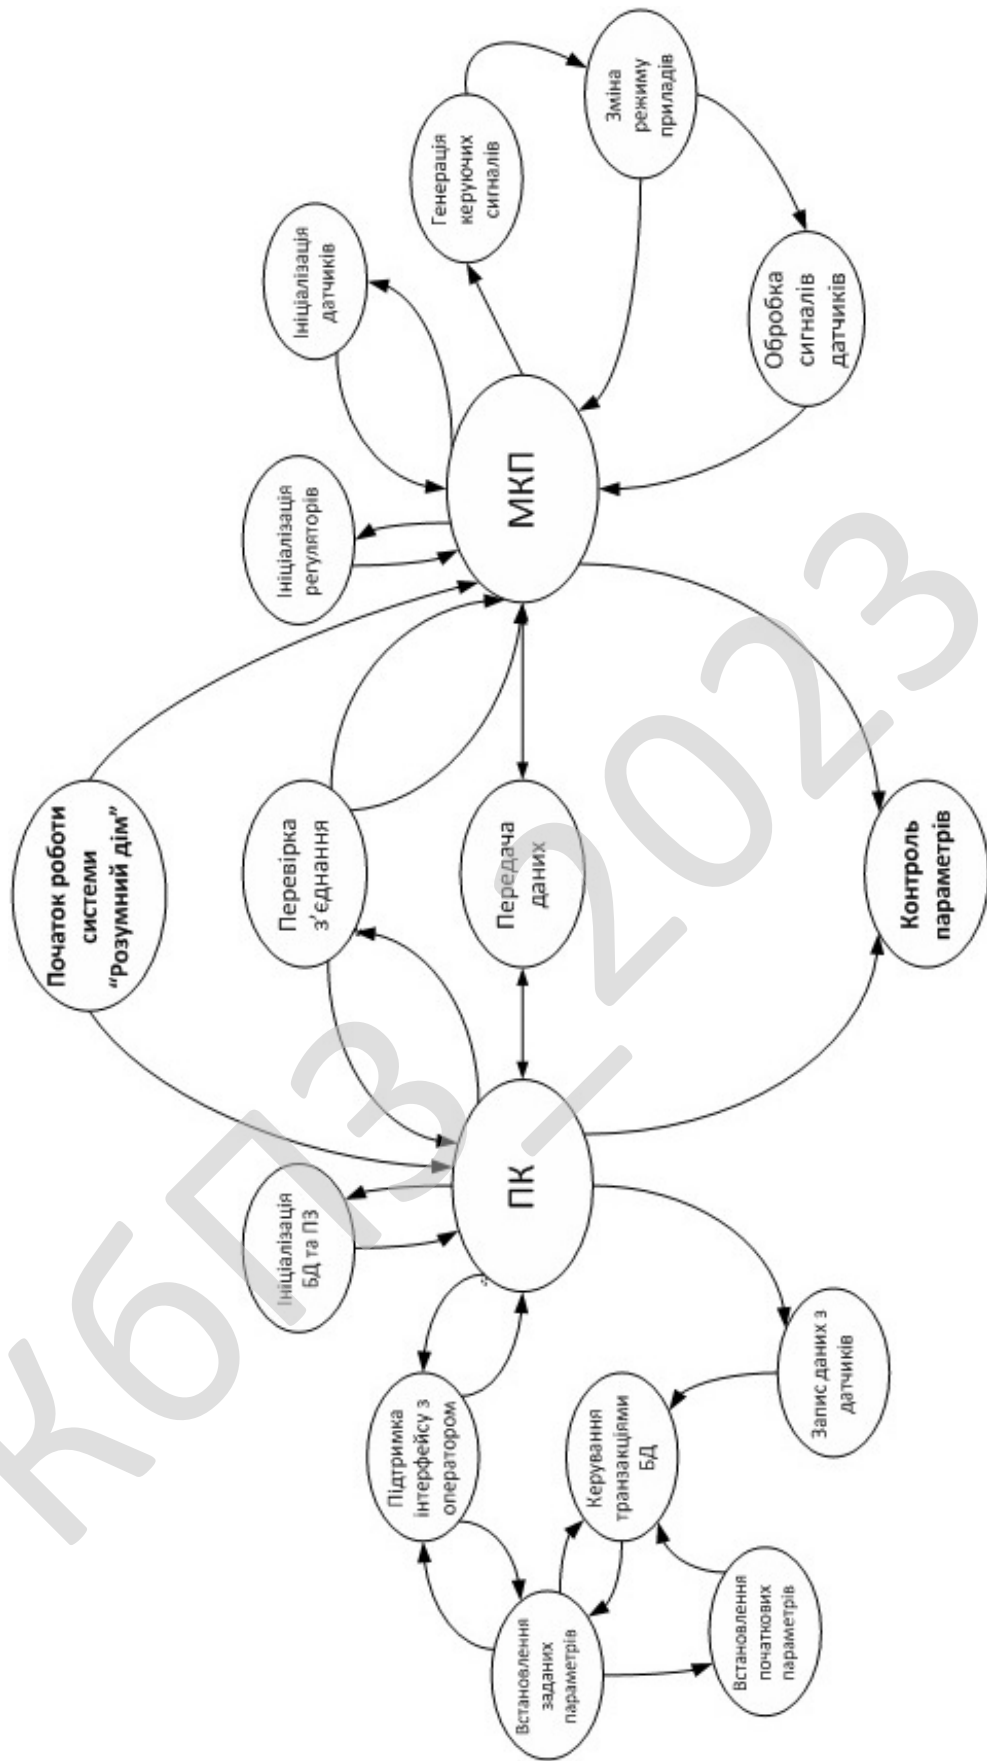 Початок роботи
системи
“Розумний дім”
Ініціалізація
БД та ПЗ
Перевірка
з’єднання
Ініціалізація
регуляторів
Ініціалізація
датчиків
Підтримка
інтерфейсу з
оператором
ПК
Передача
даних
МКП
Генерація
керуючих
сигналів
Зміна
режиму
приладів
Встановлення
заданих
параметрів
Керування
транзакціями
БД
Встановлення
початкових
параметрів
Запис даних з
датчиків
Контроль
параметрів
Обробка
сигналів
датчиків
КбПЗ_2023